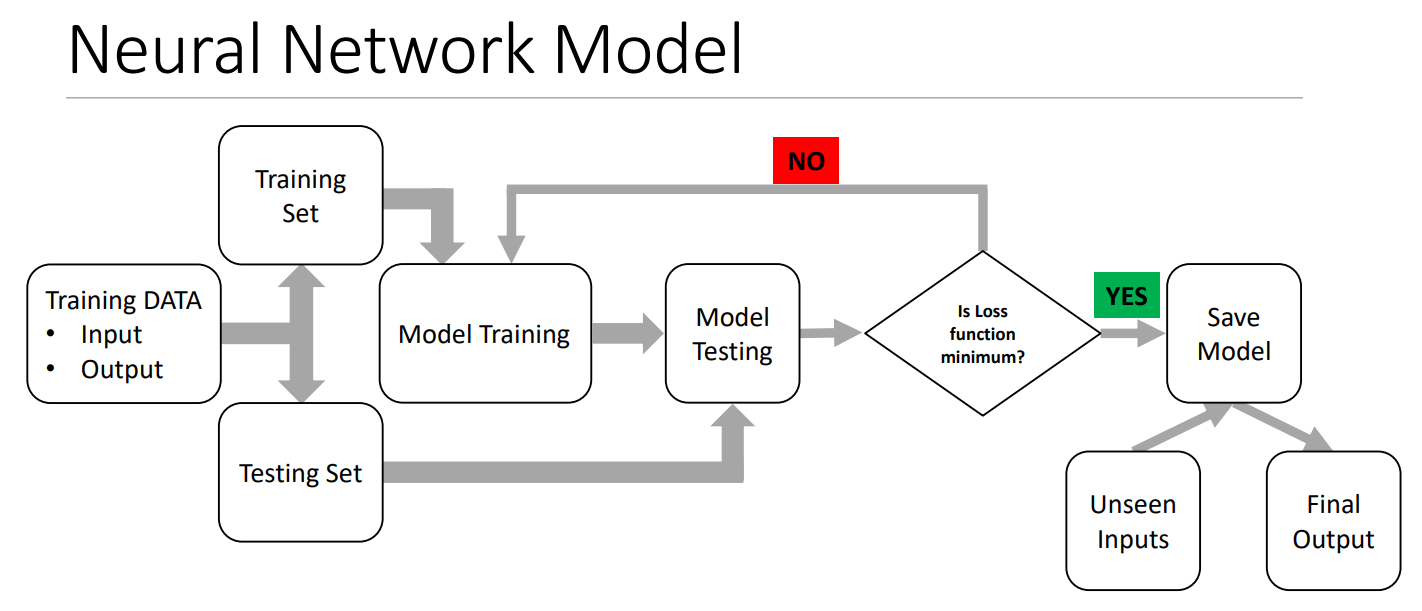 Neural Network Model
Training
Set
Training DATA
• Input
• Output
Testing Set
Model Training
Model
Testing
NO
Is Loss
function
minimum?
YES
Save
Model
Unseen
Inputs
Final
Output